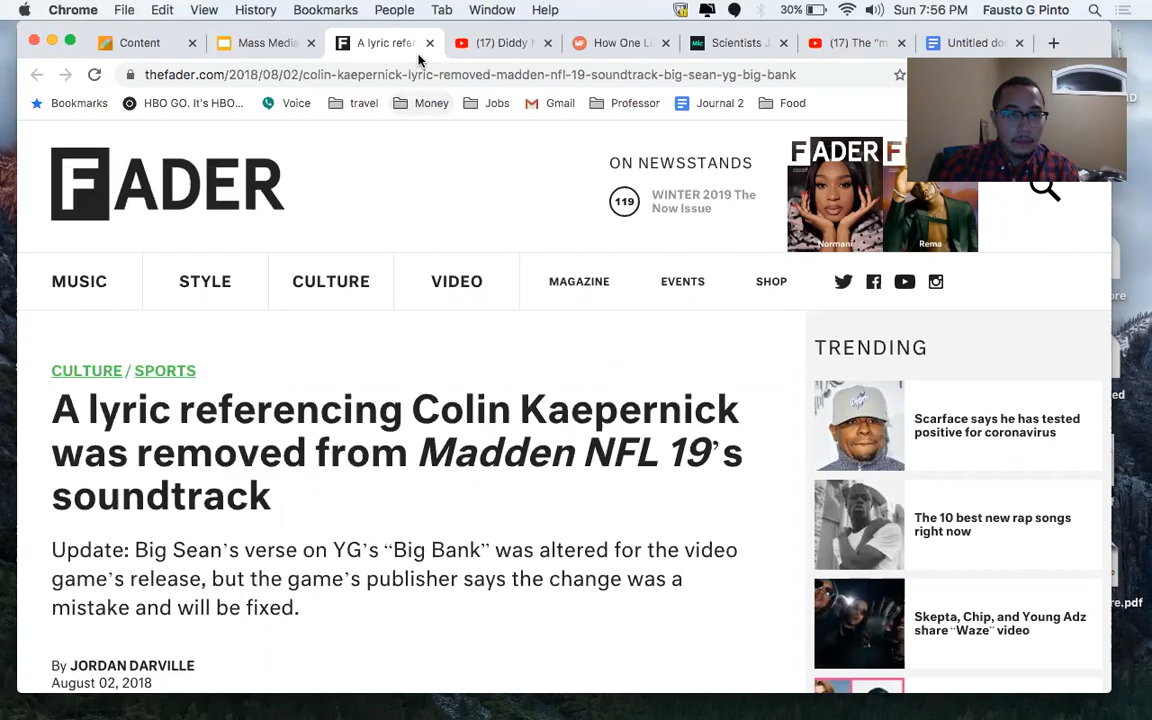 Chrome File Edit View History Bookmarks People Tab Window Help 30% Sun 7:56 PM Fausto G Pinto
Content Mass Media A lyric refer (17) Diddy How One Li Scientists J (17) The "m Untitled do
thefader.com/2018/08/02/colin-kaepernick-lyric-removed-madden-nfl-19-soundtrack-big-sean-yg-big-bank
Bookmarks HBO GO. It's HBO... Voice travel Money Jobs Gmail Professor Journal 2 Food
FADER
ON NEWSSTANDS
119 WINTER 2019 The
Now Issue
FADER F
Normani Rema
MUSIC STYLE CULTURE VIDEO MAGAZINE EVENTS SHOP
CULTURE / SPORTS
A lyric referencing Colin Kaepernick
was removed from Madden NFL 19's
soundtrack
Update: Big Sean's verse on YG's “Big Bank” was altered for the video
game's release, but the game's publisher says the change was a
mistake and will be fixed.
By JORDAN DARVILLE
August 02, 2018
TRENDING
Scarface says he has tested
positive for coronavirus
The 10 best new rap songs
right now
Skepta, Chip, and Young Adz
share “Waze” video
ore
ed
re.pdf